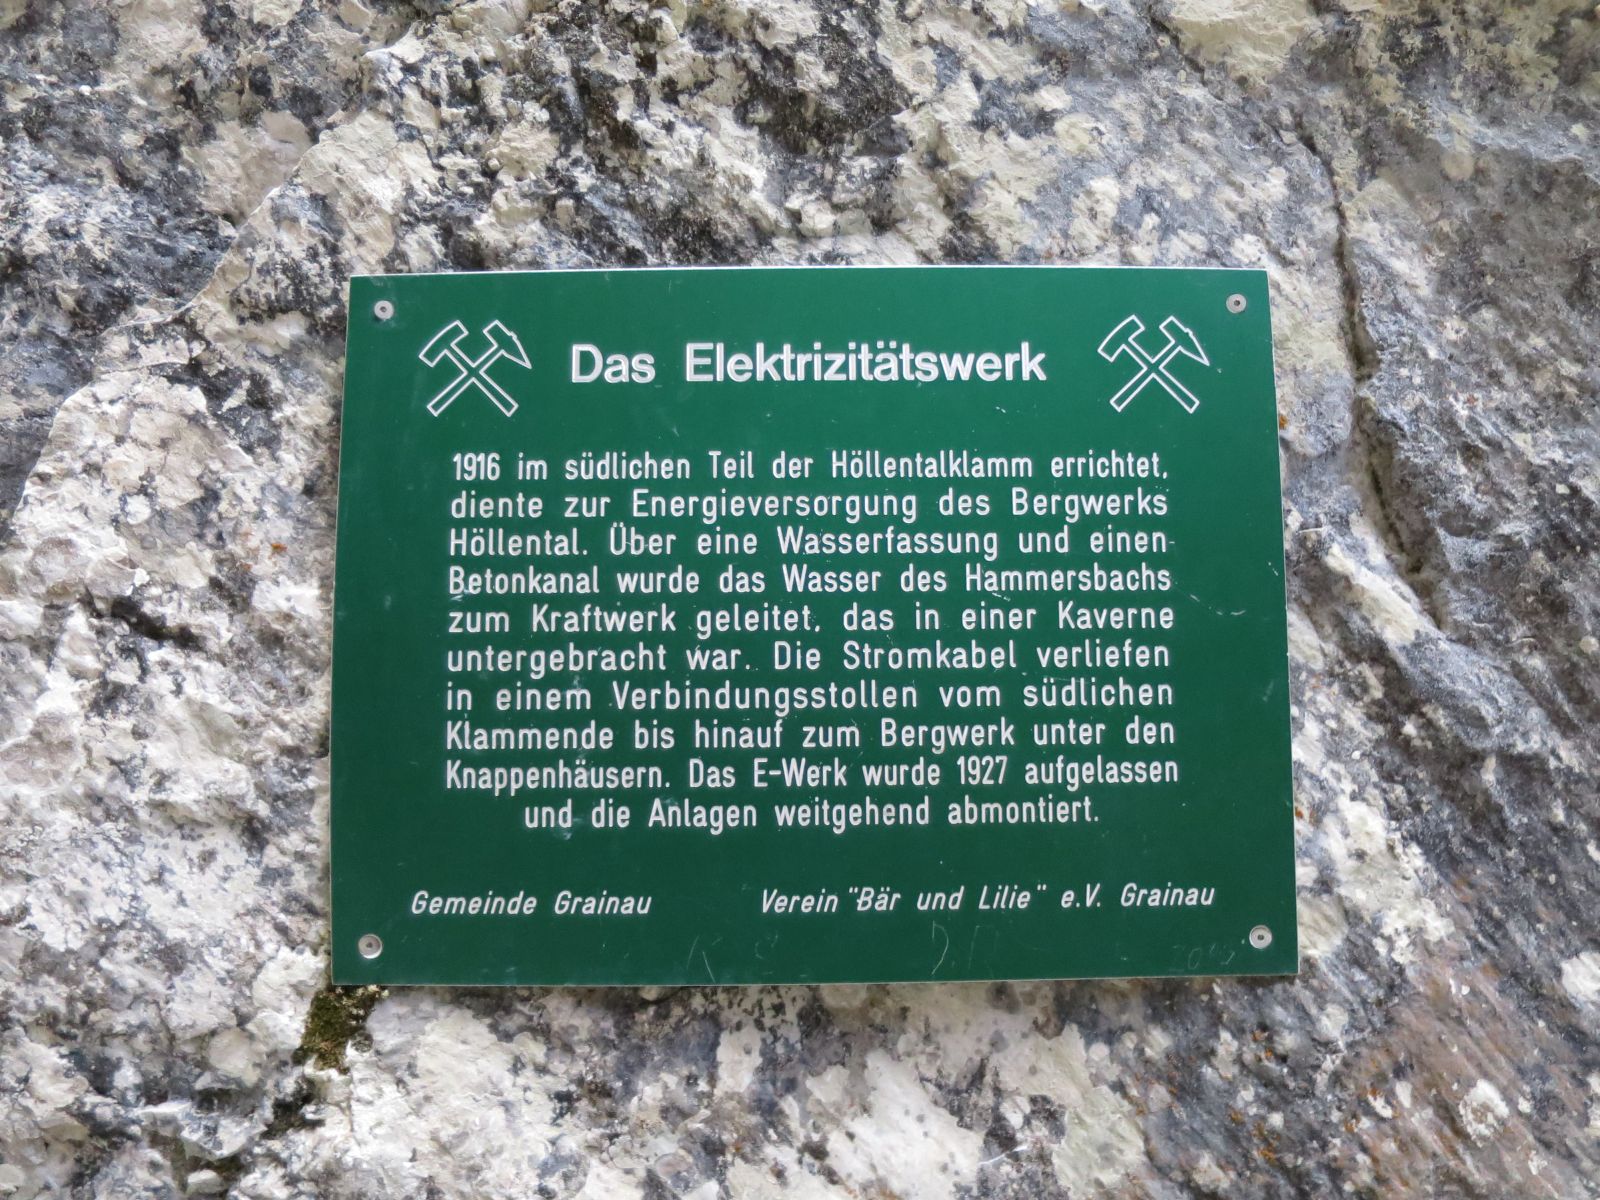 Das Elektrizitätswerk
1916 im südlichen Teil der Höllentalklamm errichtet,
diente zur Energieversorgung des Bergwerks
Höllental. Über eine Wasserfassung und einen
Betonkanal wurde das Wasser des Hammersbachs
zum Kraftwerk geleitet, das in einer Kaverne
untergebracht war. Die Stromkabel verliefen
in einem Verbindungsstollen vom südlichen
Klammende bis hinauf zum Bergwerk unter den
Knappenhäusern. Das E-Werk wurde 1927 aufgelassen
und die Anlagen weitgehend abmontiert.
Gemeinde Grainau Verein "Bär und Lilie" e.V. Grainau